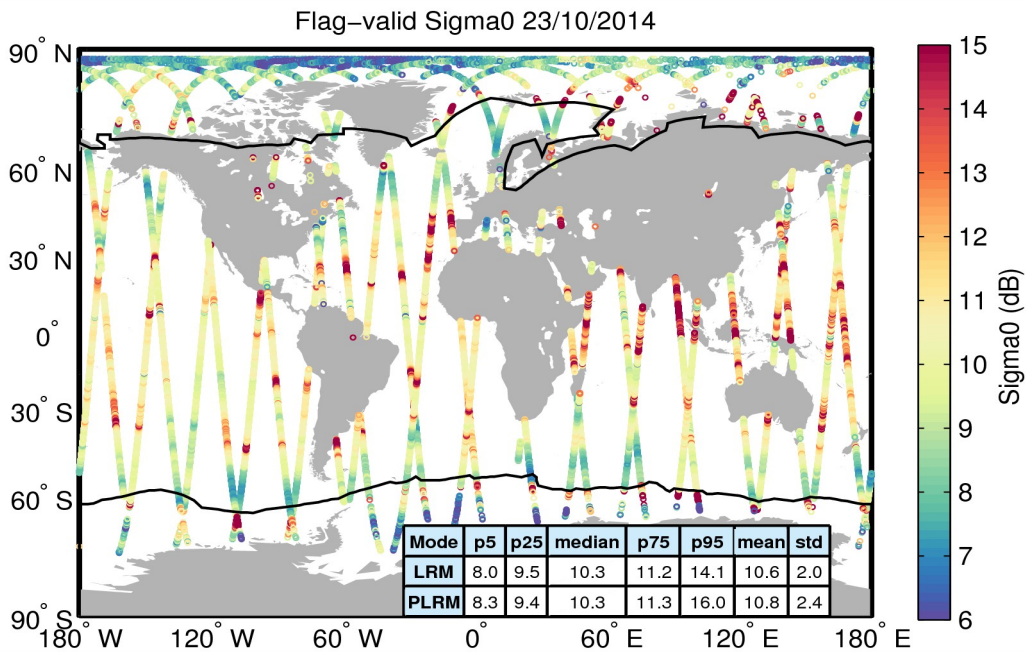 Flag−valid Sigma0 23/10/2014
90° N
60° N
30° N
0°
30° S
60° S
90° S
180° W
120° W
60° W
0°
60° E
120° E
180° E
Mode p5 p25 median p75 p95 mean std
LRM 8.0 9.5 10.3 11.2 14.1 10.6 2.0
PLRM 8.3 9.4 10.3 11.3 16.0 10.8 2.4
15
14
13
12
11
10
9
8
7
6
Sigma0 (dB)